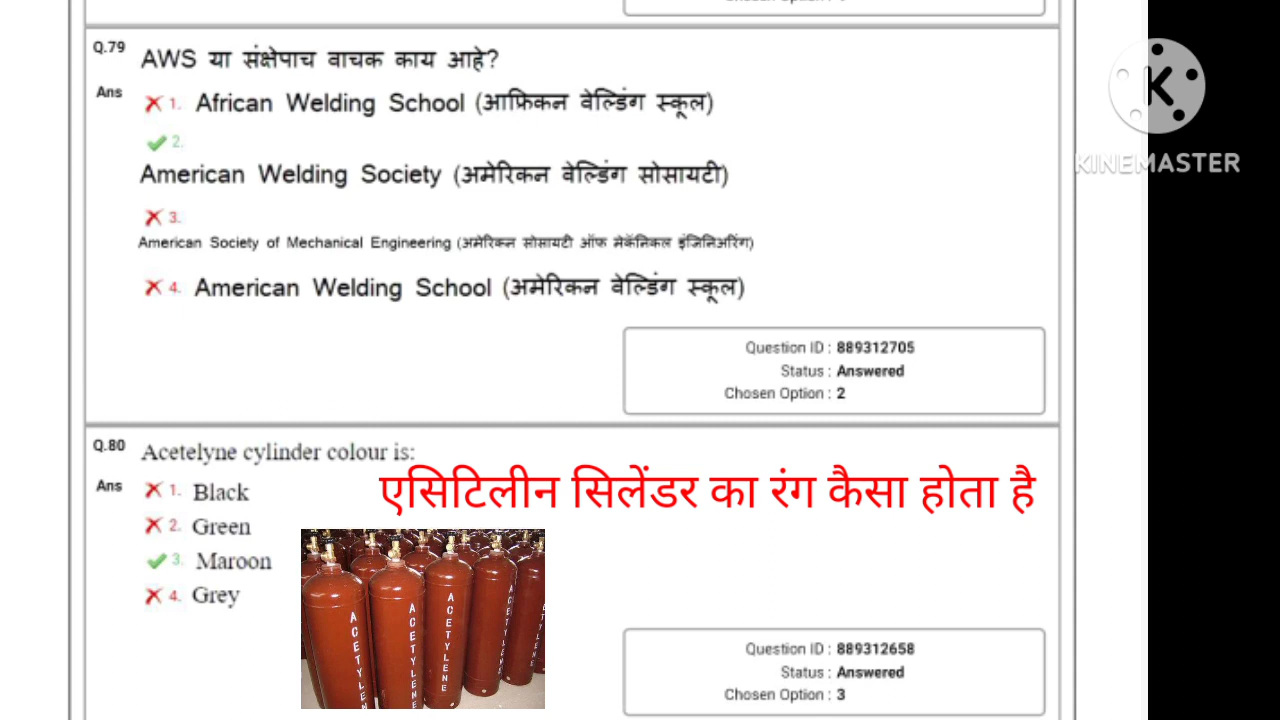 Q.79 AWS या संक्षेपाच वाचक काय आहे?
Ans 1. African Welding School (आफ्रिकन वेल्डिंग स्कूल)
2.
American Welding Society (अमेरिकन वेल्डिंग सोसायटी)
3.
American Society of Mechanical Engineering (अमेरिकन सोसायटी ऑफ मेकॅनिकल इंजिनिअरिंग)
4. American Welding School (अमेरिकन वेल्डिंग स्कूल)
Question ID : 889312705
Status : Answered
Chosen Option : 2
Q.80 Acetelyne cylinder colour is:
एसिटिलीन सिलेंडर का रंग कैसा होता है
Ans 1. Black
2. Green
3. Maroon
4. Grey
ACETYLENE
ACETYLENE
ACETYLENE
ACETYLENE
Question ID : 889312658
Status : Answered
Chosen Option : 3
KINEMASTER